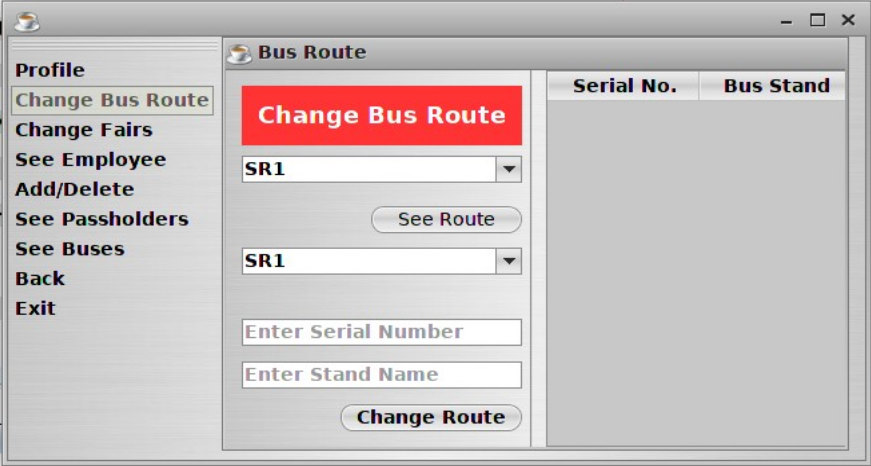 Profile
Change Bus Route
Change Fairs
See Employee
Add/Delete
See Passholders
See Buses
Back
Exit
Bus Route
Change Bus Route
SR1
See Route
SR1
Enter Serial Number
Enter Stand Name
Change Route
Serial No. Bus Stand